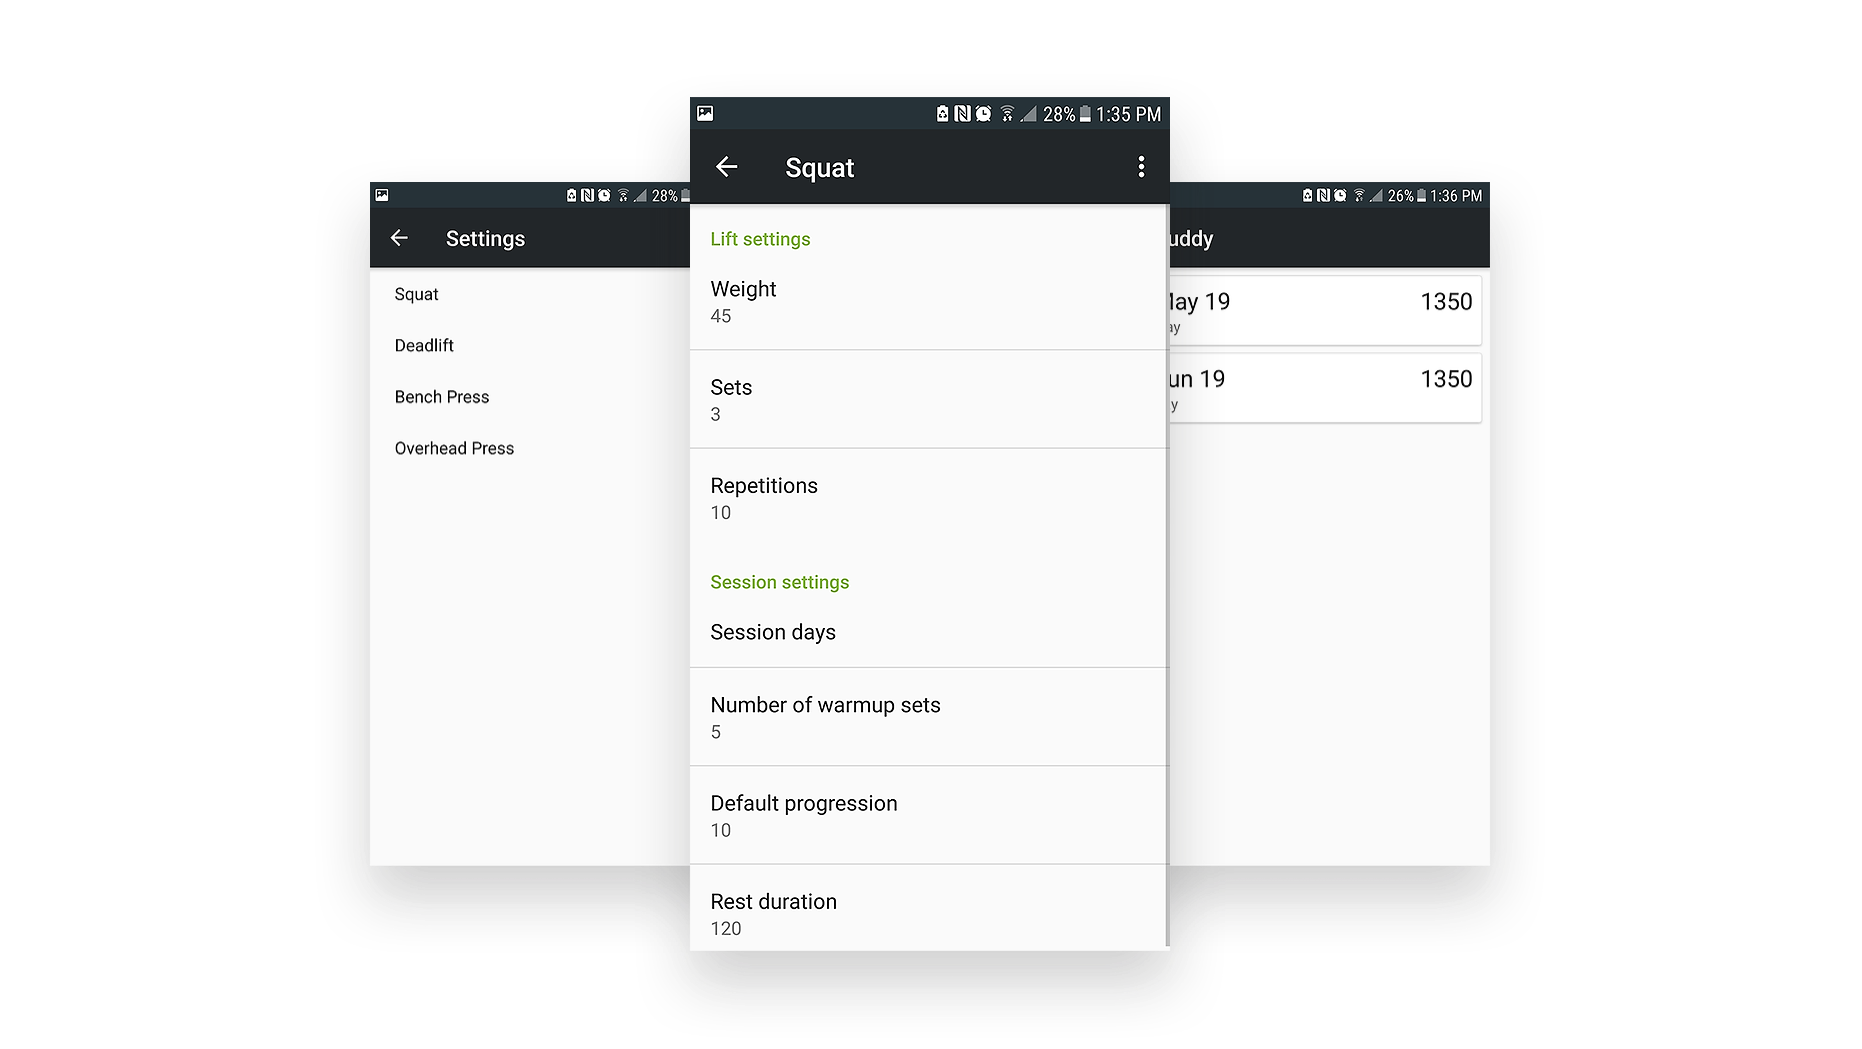 28%
Settings
Squat
Deadlift
Bench Press
Overhead Press
28% 1:35 PM
Squat
Lift settings
Weight
45
Sets
3
Repetitions
10
Session settings
Session days
Number of warmup sets
5
Default progression
10
Rest duration
120
26% 1:36 PM
uddy
19 1350
un 19 1350